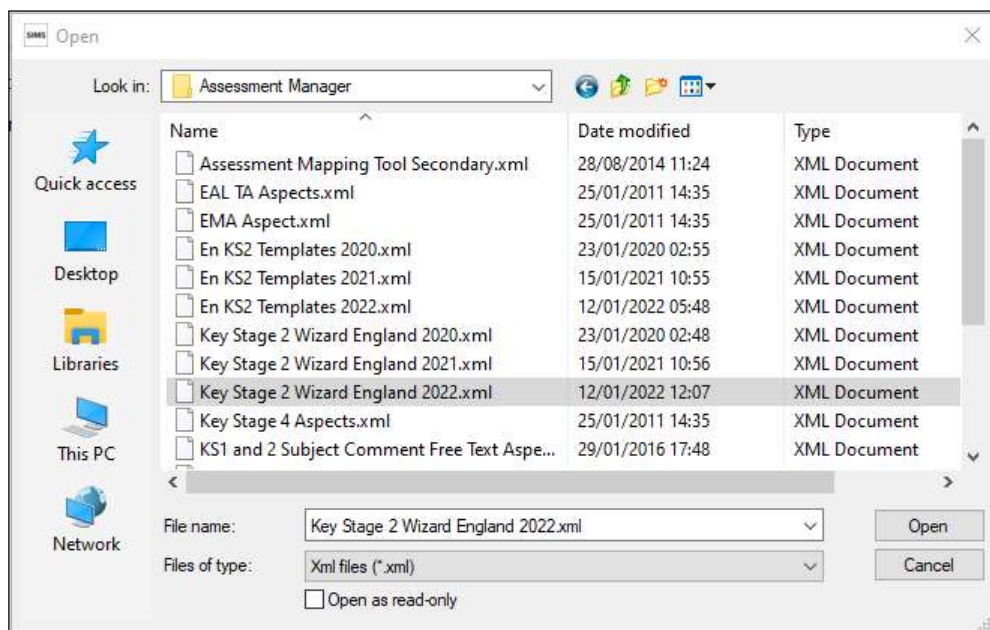 SIMS Open
Look in: Assessment Manager
Name Date modified Type
Assessment Mapping Tool Secondary.xml 28/08/2014 11:24 XML Document
EAL TA Aspects.xml 25/01/2011 14:35 XML Document
EMA Aspect.xml 25/01/2011 14:35 XML Document
En KS2 Templates 2020.xml 23/01/2020 02:55 XML Document
En KS2 Templates 2021.xml 15/01/2021 10:55 XML Document
En KS2 Templates 2022.xml 12/01/2022 05:48 XML Document
Key Stage 2 Wizard England 2020.xml 23/01/2020 02:48 XML Document
Key Stage 2 Wizard England 2021.xml 15/01/2021 10:56 XML Document
Key Stage 2 Wizard England 2022.xml 12/01/2022 12:07 XML Document
Key Stage 4 Aspects.xml 25/01/2011 14:35 XML Document
KS1 and 2 Subject Comment Free Text Aspe... 29/01/2016 17:48 XML Document
Quick access
Desktop
Libraries
This PC
Network
File name: Key Stage 2 Wizard England 2022.xml Open
Files of type: Xml files (*.xml) Cancel
Open as read-only